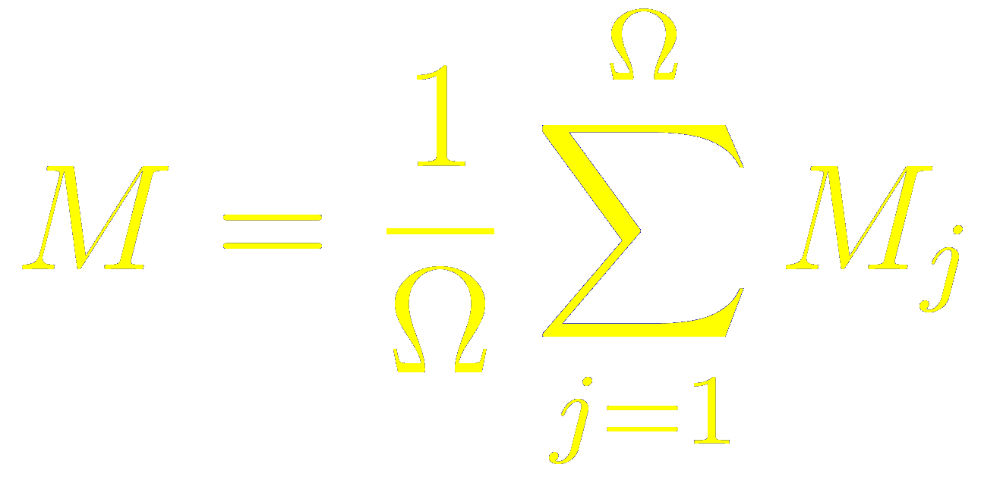 M = \frac{1}{\Omega} \sum_{j=1}^{\Omega} M_j